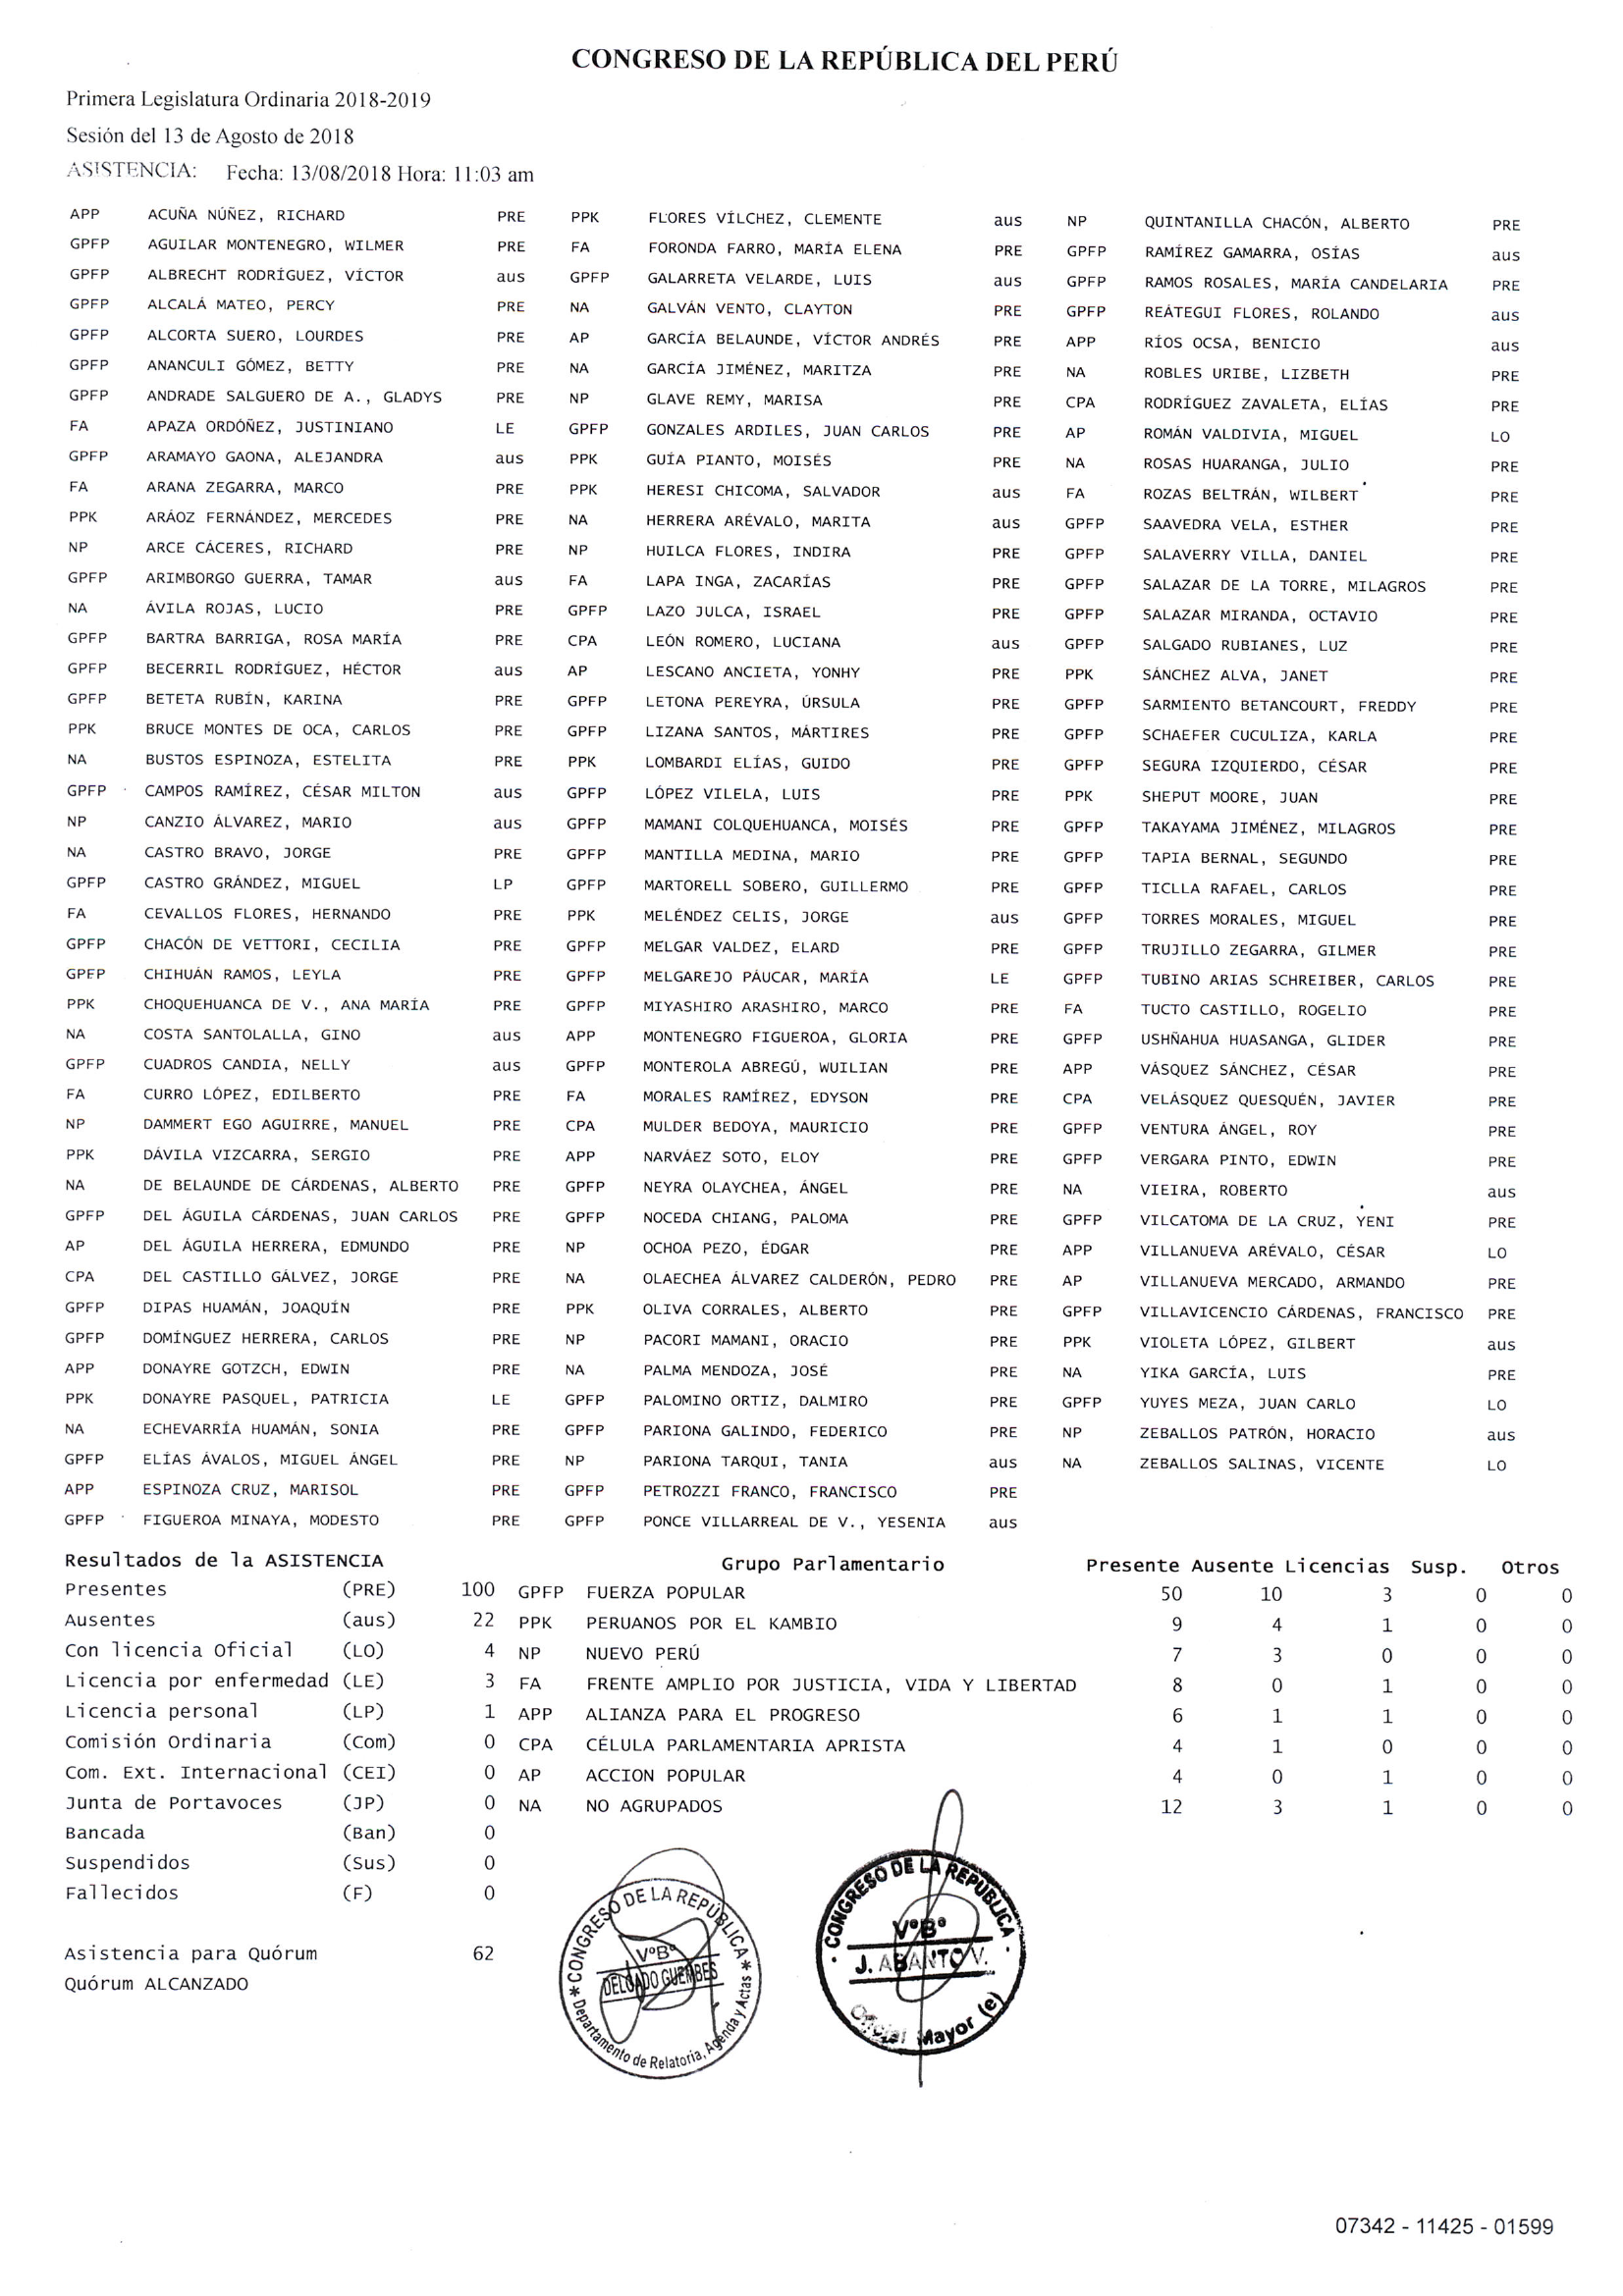 CONGRESO DE LA REPÚBLICA DEL PERÚ
Primera Legislatura Ordinaria 2018-2019
Sesión del 13 de Agosto de 2018
ASISTENCIA: Fecha: 13/08/2018 Hora: 11:03 am
APP ACUÑA NÚÑEZ, RICHARD PRE PPK FLORES VÍLCHEZ, CLEMENTE aus NP QUINTANILLA CHACÓN, ALBERTO PRE
GPFP AGUILAR MONTENEGRO, WILMER PRE FA FORONDA FARRO, MARÍA ELENA PRE GPFP RAMÍREZ GAMARRA, OSÍAS aus
GPFP ALBRECHT RODRÍGUEZ, VÍCTOR aus GPFP GALARRETA VELARDE, LUIS aus GPFP RAMOS ROSALES, MARÍA CANDELARIA PRE
GPFP ALCALÁ MATEO, PERCY PRE NA GALVÁN VENTO, CLAYTON PRE GPFP REÁTEGUI FLORES, ROLANDO aus
GPFP ALCORTA SUERO, LOURDES PRE AP GARCÍA BELAUNDE, VÍCTOR ANDRÉS PRE APP RÍOS OCSA, BENICIO aus
GPFP ANANCULI GÓMEZ, BETTY PRE NA GARCÍA JIMÉNEZ, MARITZA PRE NA ROBLES URIBE, LIZBETH PRE
GPFP ANDRADE SALGUERO DE A., GLADYS PRE NP GLAVE REMY, MARISA PRE CPA RODRÍGUEZ ZAVALETA, ELÍAS PRE
FA APAZA ORDÓÑEZ, JUSTINIANO LE GPFP GONZALES ARDILES, JUAN CARLOS PRE AP ROMÁN VALDIVIA, MIGUEL LO
GPFP ARAMAYO GAONA, ALEJANDRA aus PPK GUÍA PIANTO, MOISÉS PRE NA ROSAS HUARANGA, JULIO PRE
FA ARANA ZEGARRA, MARCO PRE PPK HERESI CHICOMA, SALVADOR aus FA ROZAS BELTRÁN, WILBERT PRE
PPK ARÁOZ FERNÁNDEZ, MERCEDES PRE NA HERRERA ARÉVALO, MARITA aus GPFP SAAVEDRA VELA, ESTHER PRE
NP ARCE CÁCERES, RICHARD PRE NP HUILCA FLORES, INDIRA PRE GPFP SALAVERRY VILLA, DANIEL PRE
GPFP ARIMBORGO GUERRA, TAMAR aus FA LAPA INGA, ZACARÍAS PRE GPFP SALAZAR DE LA TORRE, MILAGROS PRE
NA ÁVILA ROJAS, LUCIO PRE GPFP LAZO JULCA, ISRAEL PRE GPFP SALAZAR MIRANDA, OCTAVIO PRE
GPFP BARTRA BARRIGA, ROSA MARÍA PRE CPA LEÓN ROMERO, LUCIANA aus GPFP SALGADO RUBIANES, LUZ PRE
GPFP BECERRIL RODRÍGUEZ, HÉCTOR aus AP LESCANO ANCIETA, YONHY PRE PPK SÁNCHEZ ALVA, JANET PRE
GPFP BETETA RUBÍN, KARINA PRE GPFP LETONA PEREYRA, ÚRSULA PRE GPFP SARMIENTO BETANCOURT, FREDDY PRE
PPK BRUCE MONTES DE OCA, CARLOS PRE GPFP LIZANA SANTOS, MÁRTIRES PRE GPFP SCHAEFER CUCULIZA, KARLA PRE
NA BUSTOS ESPINOZA, ESTELITA PRE PPK LOMBARDI ELÍAS, GUIDO PRE GPFP SEGURA IZQUIERDO, CÉSAR PRE
GPFP CAMPOS RAMÍREZ, CÉSAR MILTON aus GPFP LÓPEZ VILELA, LUIS PRE PPK SHEPUT MOORE, JUAN PRE
NP CANZIO ÁLVAREZ, MARIO aus GPFP MAMANI COLQUEHUANCA, MOISÉS PRE GPFP TAKAYAMA JIMÉNEZ, MILAGROS PRE
NA CASTRO BRAVO, JORGE PRE GPFP MANTILLA MEDINA, MARIO PRE GPFP TAPIA BERNAL, SEGUNDO PRE
GPFP CASTRO GRÁNDEZ, MIGUEL LP GPFP MARTORELL SOBERO, GUILLERMO PRE GPFP TICLLA RAFAEL, CARLOS PRE
FA CEVALLOS FLORES, HERNANDO PRE PPK MELÉNDEZ CELIS, JORGE aus GPFP TORRES MORALES, MIGUEL PRE
GPFP CHACÓN DE VETTORI, CECILIA PRE GPFP MELGAR VALDEZ, ELARD PRE GPFP TRUJILLO ZEGARRA, GILMER PRE
GPFP CHIHUÁN RAMOS, LEYLA PRE GPFP MELGAREJO PÁUCAR, MARÍA LE GPFP TUBINO ARIAS SCHREIBER, CARLOS PRE
PPK CHOQUEHUANCA DE V., ANA MARÍA PRE GPFP MIYASHIRO ARASHIRO, MARCO PRE FA TUCTO CASTILLO, ROGELIO PRE
NA COSTA SANTOLALLA, GINO aus APP MONTENEGRO FIGUEROA, GLORIA PRE GPFP USHÑAHUA HUASANGA, GLIDER PRE
GPFP CUADROS CANDIA, NELLY aus GPFP MONTEROLA ABREGÚ, WUILIAN PRE APP VÁSQUEZ SÁNCHEZ, CÉSAR PRE
FA CURRO LÓPEZ, EDILBERTO PRE FA MORALES RAMÍREZ, EDYSON PRE CPA VELÁSQUEZ QUESQUÉN, JAVIER PRE
NP DAMMERT EGO AGUIRRE, MANUEL PRE CPA MULDER BEDOYA, MAURICIO PRE GPFP VENTURA ÁNGEL, ROY PRE
PPK DÁVILA VIZCARRA, SERGIO PRE APP NARVÁEZ SOTO, ELOY PRE GPFP VERGARA PINTO, EDWIN PRE
NA DE BELAUNDE DE CÁRDENAS, ALBERTO PRE GPFP NEYRA OLAYCHEA, ÁNGEL PRE NA VIEIRA, ROBERTO aus
GPFP DEL ÁGUILA CÁRDENAS, JUAN CARLOS PRE GPFP NOCEDA CHIANG, PALOMA PRE GPFP VILCATOMA DE LA CRUZ, YENI PRE
AP DEL ÁGUILA HERRERA, EDMUNDO PRE NP OCHOA PEZO, ÉDGAR PRE APP VILLANUEVA ARÉVALO, CÉSAR LO
CPA DEL CASTILLO GÁLVEZ, JORGE PRE NA OLAECHEA ÁLVAREZ CALDERÓN, PEDRO PRE AP VILLANUEVA MERCADO, ARMANDO PRE
GPFP DIPAS HUAMÁN, JOAQUÍN PRE PPK OLIVA CORRALES, ALBERTO PRE GPFP VILLAVICENCIO CÁRDENAS, FRANCISCO PRE
GPFP DOMÍNGUEZ HERRERA, CARLOS PRE NP PACORI MAMANI, ORACIO PRE PPK VIOLETA LÓPEZ, GILBERT aus
APP DONAYRE GOTZCH, EDWIN PRE NA PALMA MENDOZA, JOSÉ PRE NA YIKA GARCÍA, LUIS PRE
PPK DONAYRE PASQUEL, PATRICIA LE GPFP PALOMINO ORTIZ, DALMIRO PRE GPFP YUYES MEZA, JUAN CARLO LO
NA ECHEVARRÍA HUAMÁN, SONIA PRE GPFP PARIONA GALINDO, FEDERICO PRE NP ZEBALLOS PATRÓN, HORACIO aus
GPFP ELÍAS ÁVALOS, MIGUEL ÁNGEL PRE NP PARIONA TARQUI, TANIA aus NA ZEBALLOS SALINAS, VICENTE LO
APP ESPINOZA CRUZ, MARISOL PRE GPFP PETROZZI FRANCO, FRANCISCO PRE
GPFP FIGUEROA MINAYA, MODESTO PRE GPFP PONCE VILLARREAL DE V., YESENIA aus
Resultados de la ASISTENCIA Grupo Parlamentario Presente Ausente Licencias Susp. Otros
Presentes (PRE) 100 GPFP FUERZA POPULAR 50 10 3 0 0
Ausentes (aus) 22 PPK PERUANOS POR EL KAMBIO 9 4 1 0 0
Con licencia Oficial (LO) 4 NP NUEVO PERÚ 7 3 0 0 0
Licencia por enfermedad (LE) 3 FA FRENTE AMPLIO POR JUSTICIA, VIDA Y LIBERTAD 8 0 1 0 0
Licencia personal (LP) 1 APP ALIANZA PARA EL PROGRESO 6 1 1 0 0
Comisión Ordinaria (Com) 0 CPA CÉLULA PARLAMENTARIA APRISTA 4 1 0 0 0
Com. Ext. Internacional (CEI) 0 AP ACCION POPULAR 4 0 1 0 0
Junta de Portavoces (JP) 0 NA NO AGRUPADOS 12 3 1 0 0
Bancada (Ban) 0
Suspendidos (Sus) 0
Fallecidos (F) 0
Asistencia para Quórum 62
Quórum ALCANZADO
CONGRESO DE LA REPÚBLICA
VºBº
DELGADO GUEMBES
Departamento de Relatoria, Agenda y Actas
CONGRESO DE LA REPUBLICA
VºBº
J. ABANTO V.
Oficial Mayor (e)
07342 - 11425 - 01599